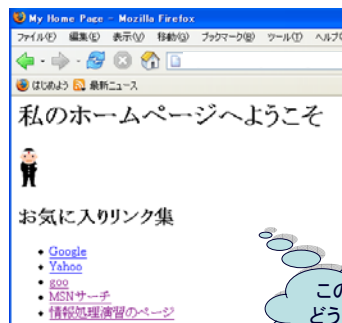 My Home Page - Mozilla Firefox
ファイル(F) 編集(E) 表示(V) 移動(G) ブックマーク(B) ツール(T) ヘルプ(
はじめよう 最新ニュース
私のホームページへようこそ
お気に入りリンク集
Google
Yahoo
goo
MSNサーチ
情報処理演習のページ
この
どう